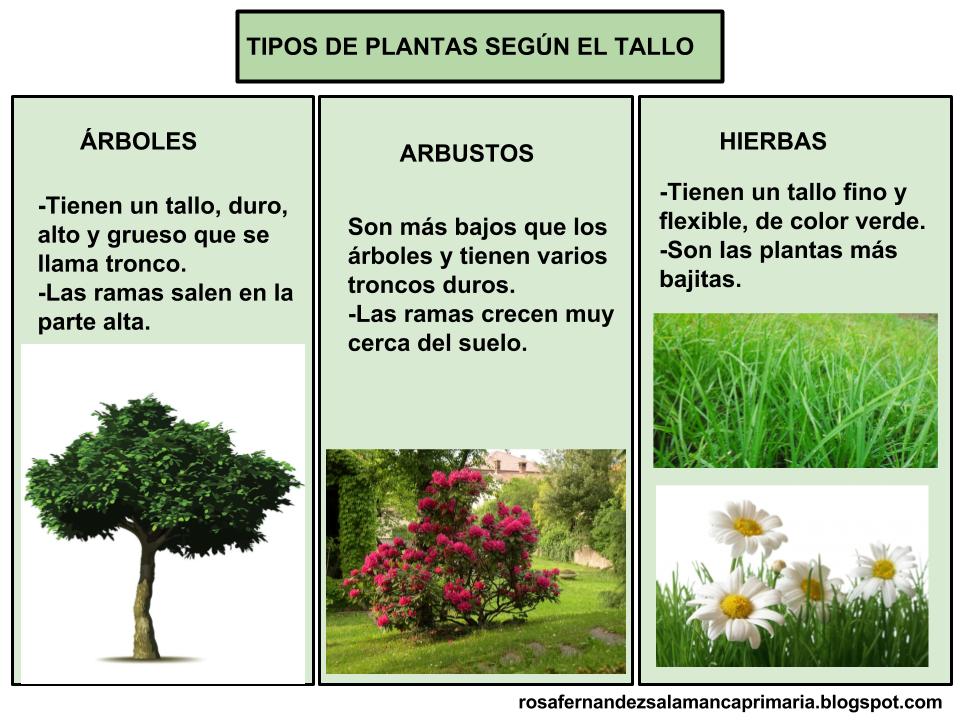 TIPOS DE PLANTAS SEGÚN EL TALLO
ÁRBOLES
-Tienen un tallo, duro,
alto y grueso que se
llama tronco.
-Las ramas salen en la
parte alta.
ARBUSTOS
Son más bajos que los
árboles y tienen varios
troncos duros.
-Las ramas crecen muy
cerca del suelo.
HIERBAS
-Tienen un tallo fino y
flexible, de color verde.
-Son las plantas más
bajitas.
rosafernandezsalamancaprimaria.blogspot.com